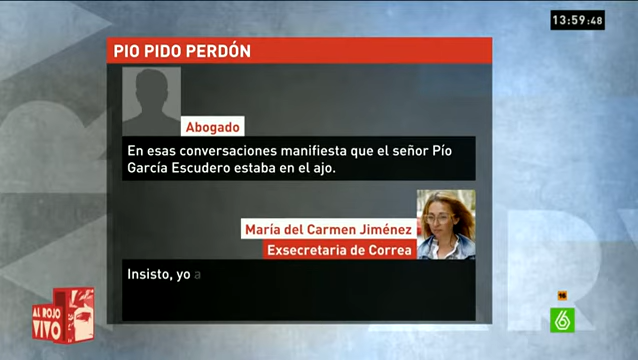 13:59:48
PIO PIDO PERDÓN
Abogado
En esas conversaciones manifiesta que el señor Pío
García Escudero estaba en el ajo.
María del Carmen Jiménez
Exsecretaria de Correa
Insisto, yo a
AL ROJO
VIVO
16
6